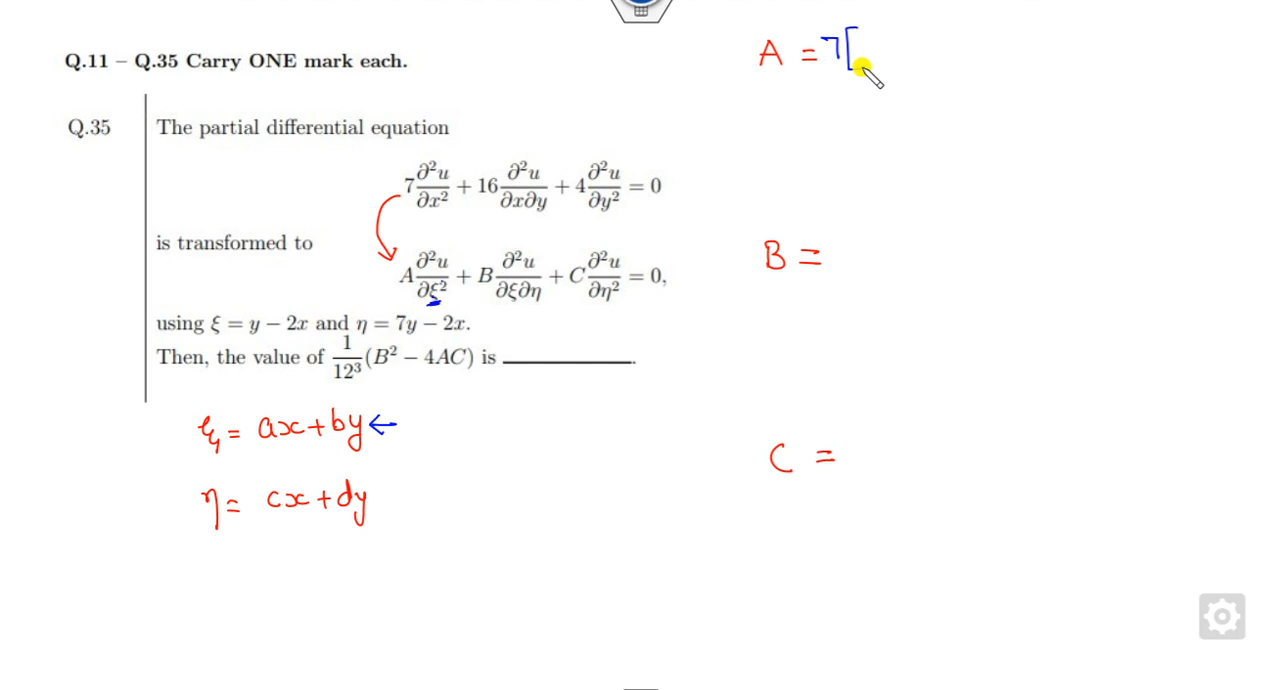 Q.11 – Q.35 Carry ONE mark each.
A = 7[
Q.35 The partial differential equation
7 ∂²u/∂x² + 16 ∂²u/∂x∂y + 4 ∂²u/∂y² = 0
is transformed to
A ∂²u/∂ξ² + B ∂²u/∂ξ∂η + C ∂²u/∂η² = 0,
B =
using ξ = y − 2x and η = 7y − 2x.
Then, the value of 1/12³ (B² − 4AC) is ________.
ξ = ax+by ←
C =
η = cx+dy